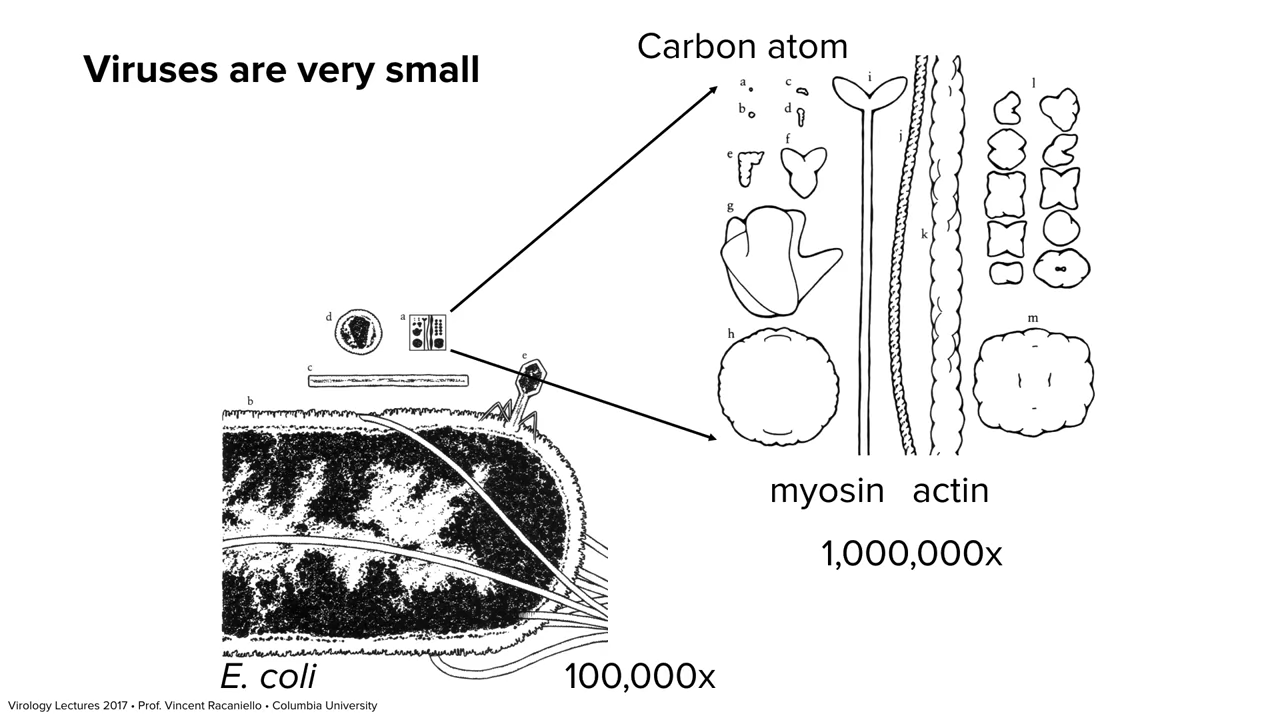 Viruses are very small
Carbon atom
a
c
i
l
b
d
j
f
e
g
k
h
m
d
a
c
e
b
myosin actin
1,000,000x
E. coli
100,000x
Virology Lectures 2017 • Prof. Vincent Racaniello • Columbia University